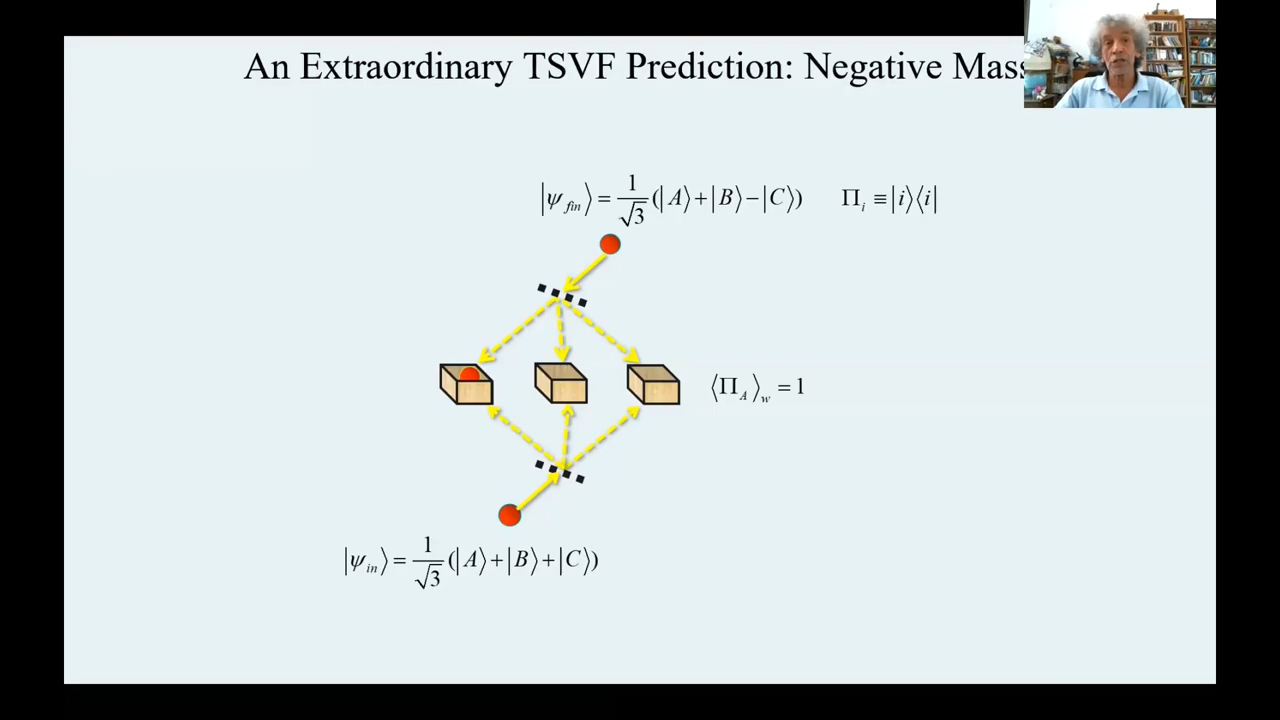 An Extraordinary TSVF Prediction: Negative Mass
|ψ_fin⟩ = 1/√3 (|A⟩+|B⟩−|C⟩) Π_i ≡ |i⟩⟨i|
⟨Π_A⟩_w = 1
|ψ_in⟩ = 1/√3 (|A⟩+|B⟩+|C⟩)